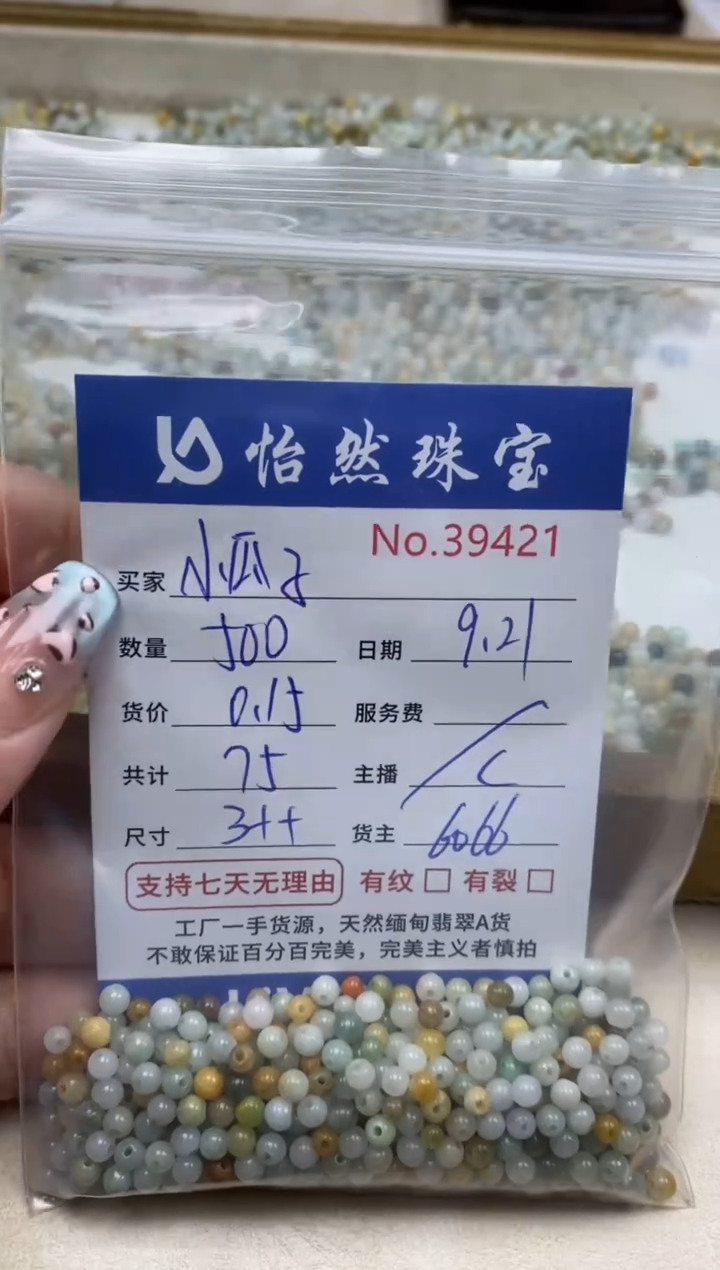 怡然珠宝
No.39421
买家 小瓜子
数量 500 日期 9.21
货价 0.15 服务费
共计 75 主播
尺寸 3++ 货主 6066
支持七天无理由 有纹 □ 有裂 □
工厂一手货源，天然缅甸翡翠A货
不敢保证百分百完美，完美主义者慎拍